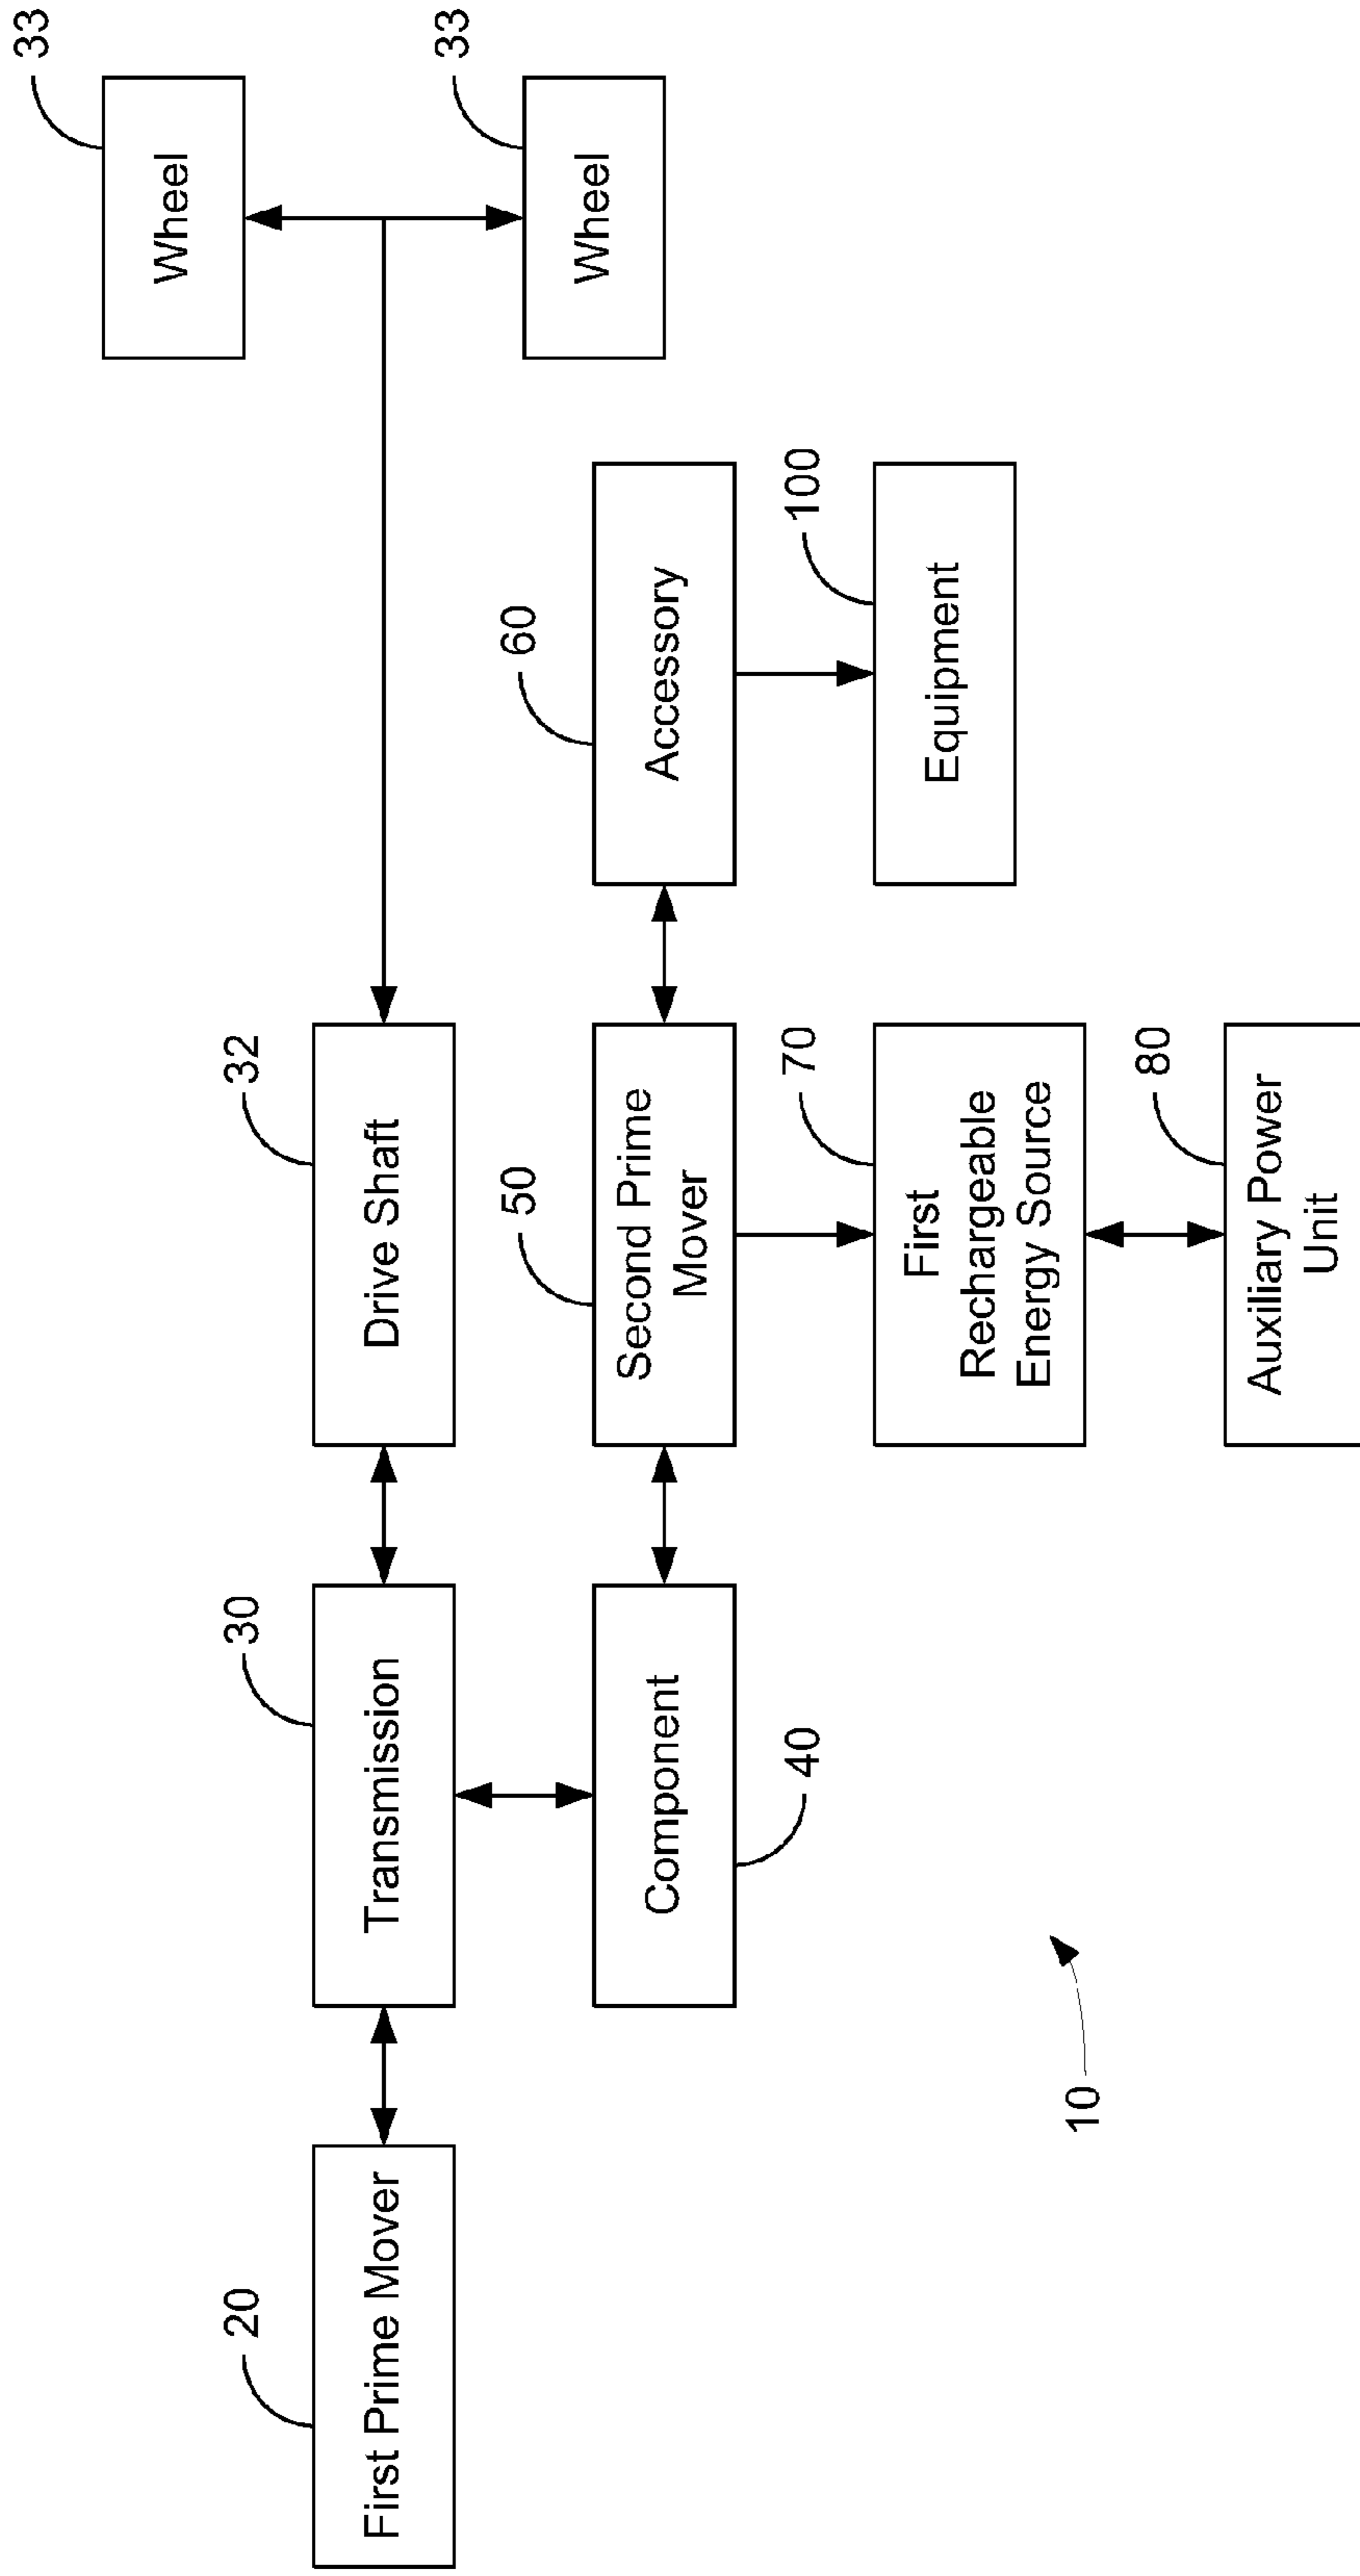 33
Wheel
33
Wheel
20
First Prime Mover
30
Transmission
32
Drive Shaft
40
Component
50
Second Prime
Mover
60
Accessory
100
Equipment
70
First
Rechargeable
Energy Source
80
Auxiliary Power
Unit
10